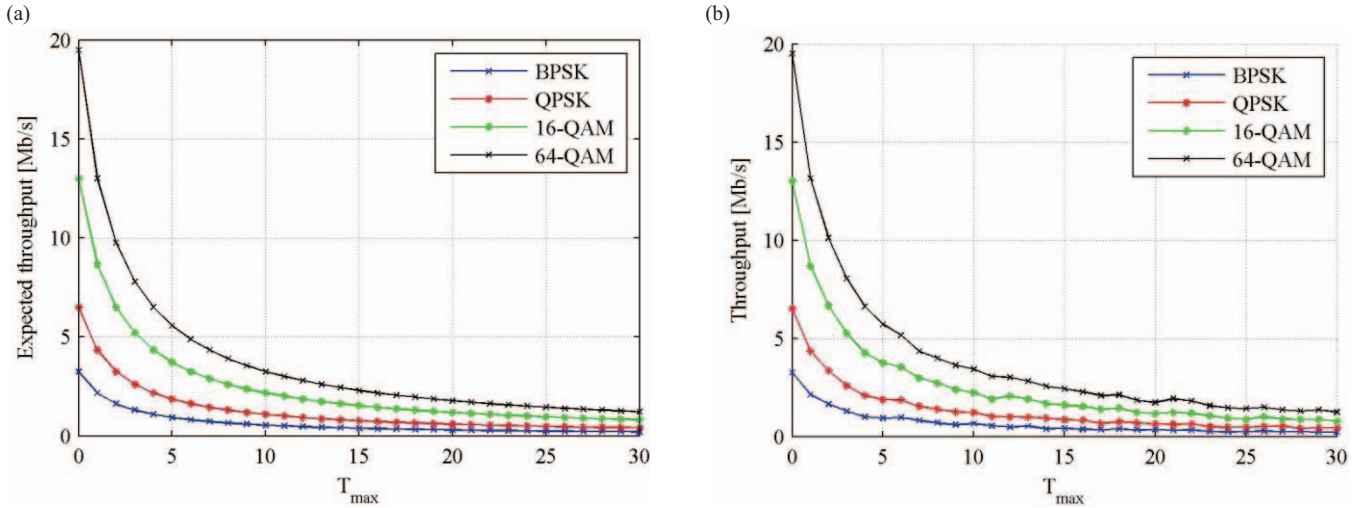 (a)
20
15
10
5
0
Expected throughput [Mb/s]
BPSK
QPSK
16-QAM
64-QAM
0 5 10 15 20 25 30
T_max
(b)
20
15
10
5
0
Throughput [Mb/s]
BPSK
QPSK
16-QAM
64-QAM
0 5 10 15 20 25 30
T_max